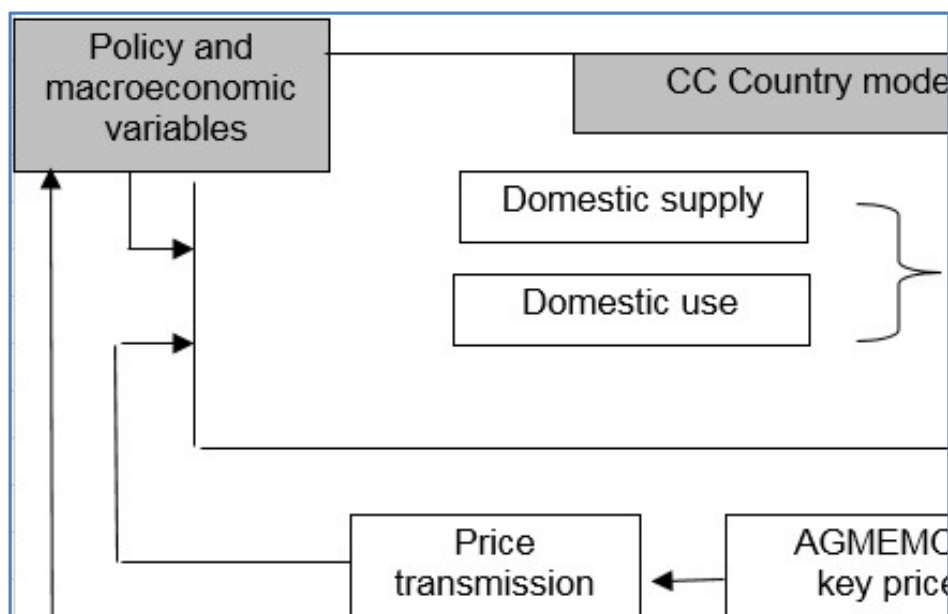 Policy and
macroeconomic
variables
CC Country mode
Domestic supply
Domestic use
Price
transmission
AGMEMO
key price